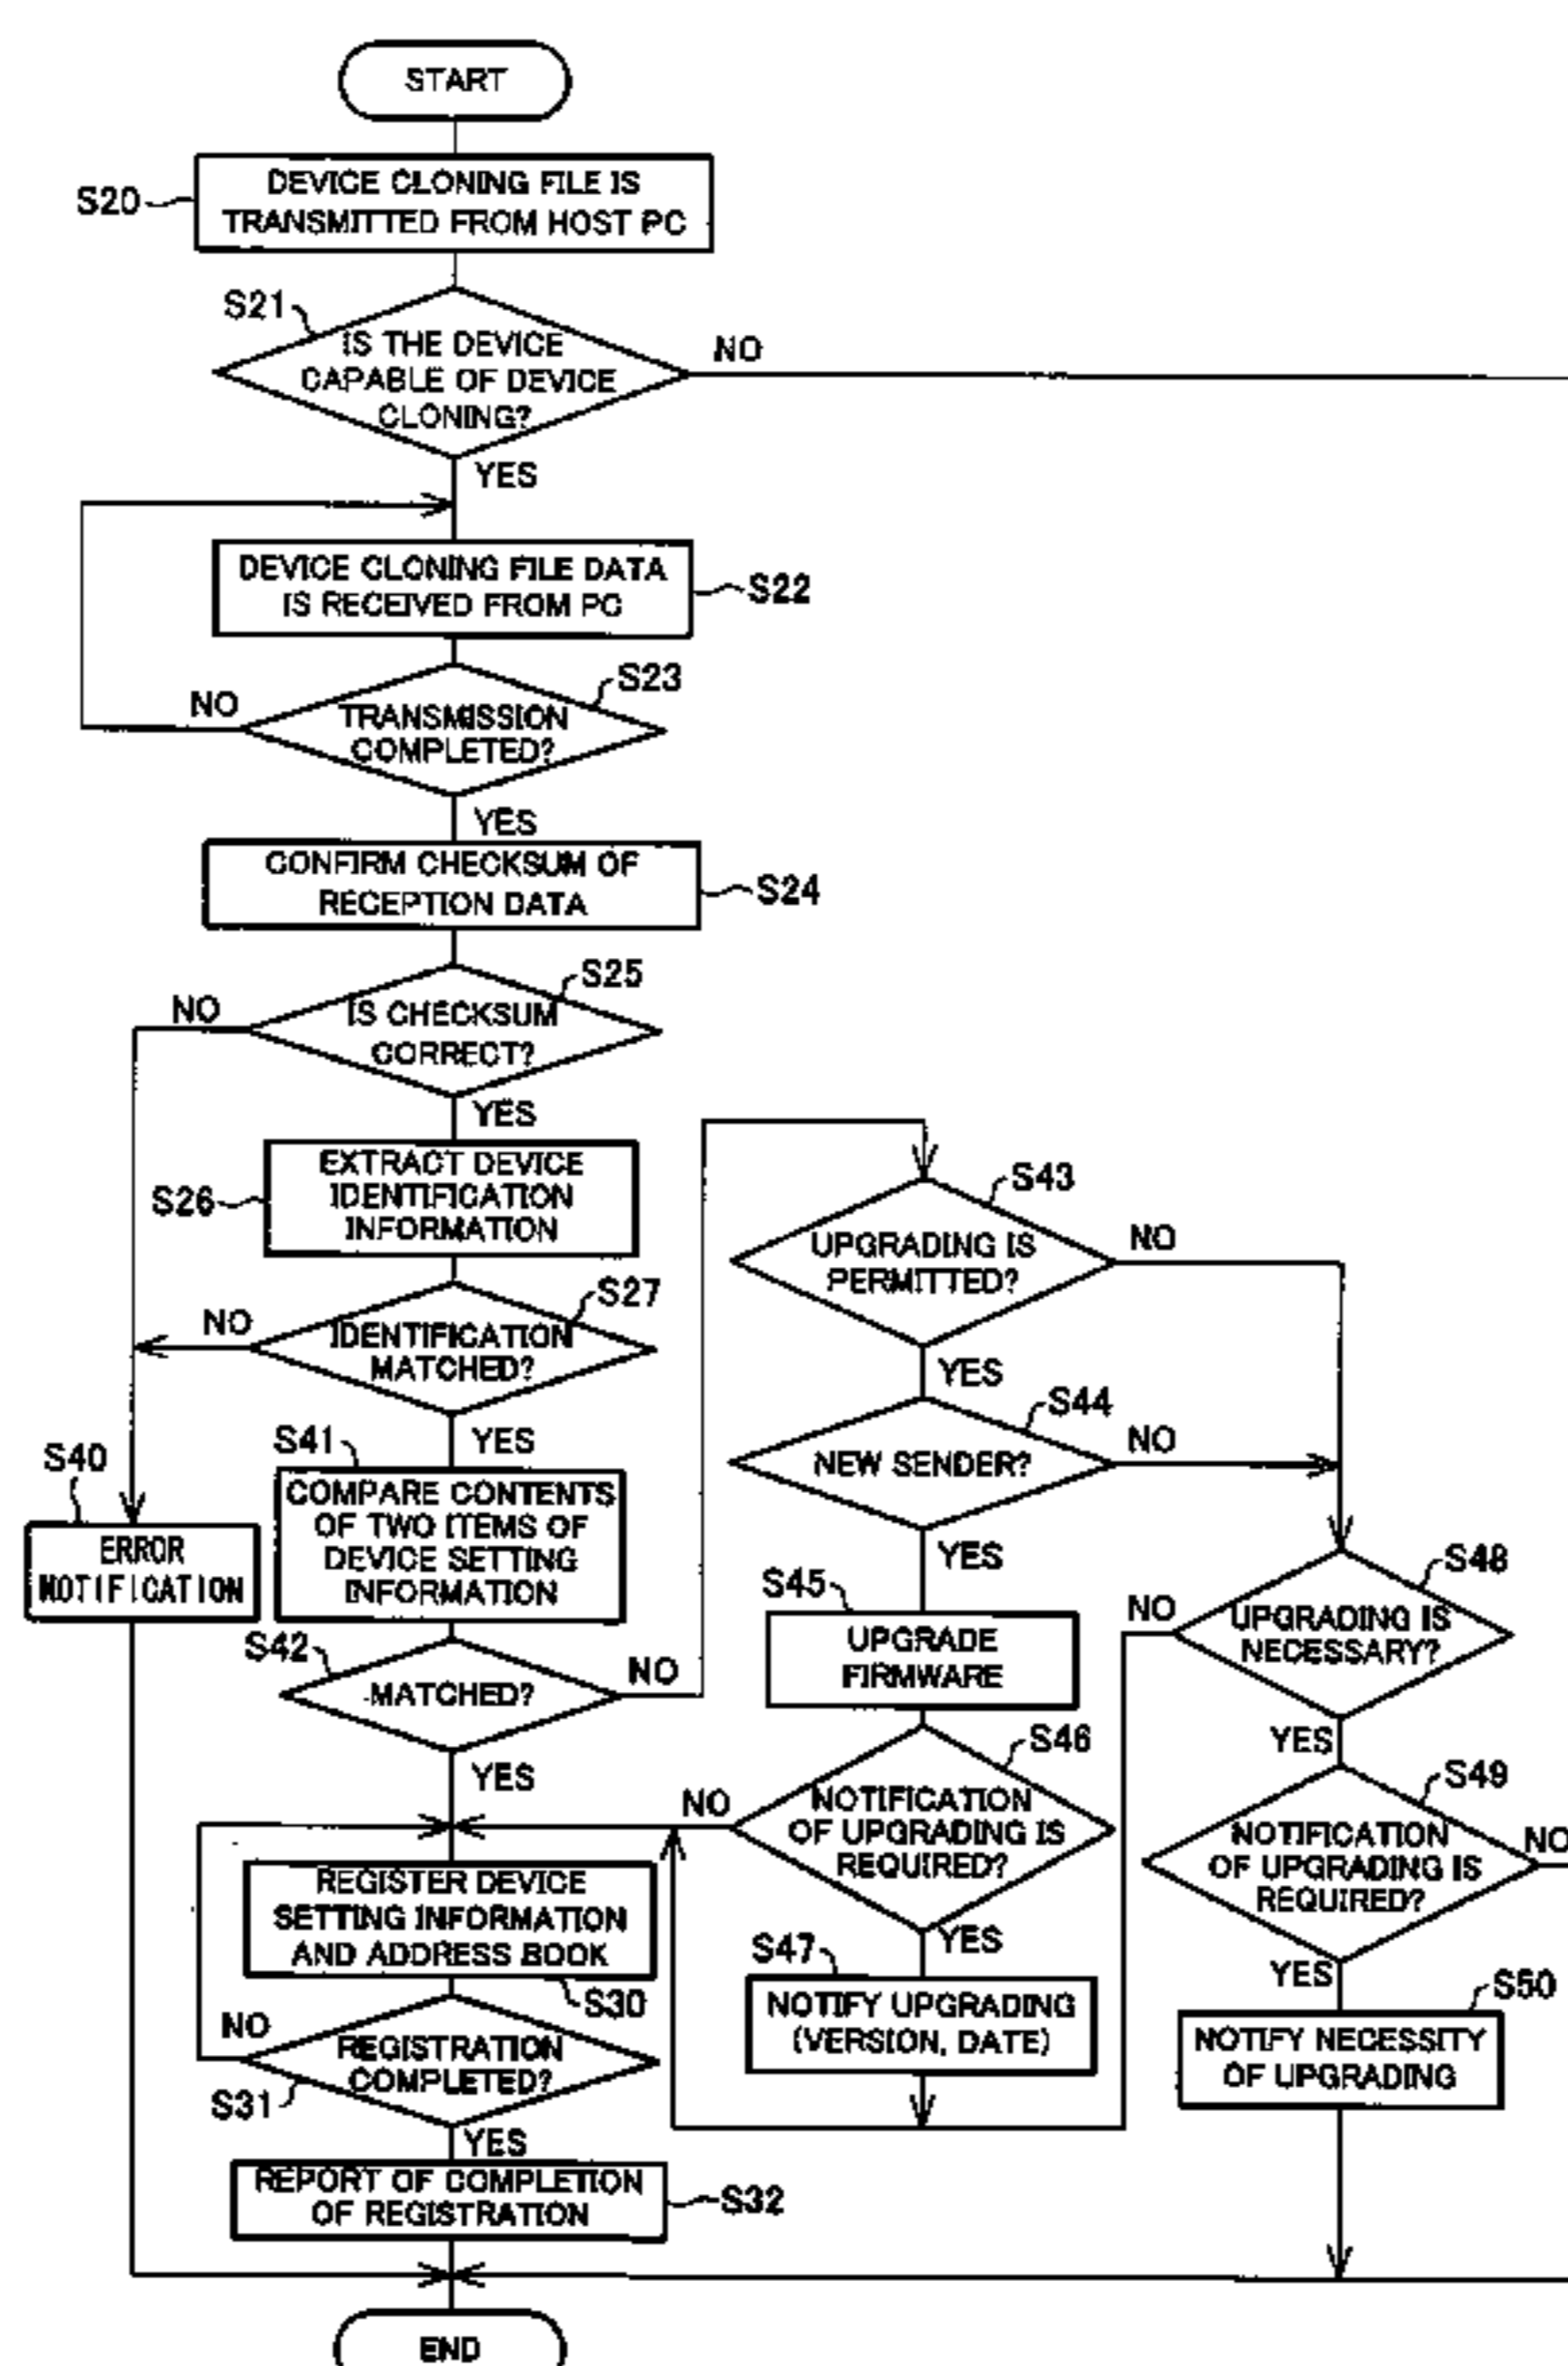 START
S20
DEVICE CLONING FILE IS
TRANSMITTED FROM HOST PC
S21
IS THE DEVICE
CAPABLE OF DEVICE
CLONING?
NO
YES
DEVICE CLONING FILE DATA
IS RECEIVED FROM PC
S22
S23
NO
TRANSMISSION
COMPLETED?
YES
CONFIRM CHECKSUM OF
RECEPTION DATA
S24
S25
NO
IS CHECKSUM
CORRECT?
YES
EXTRACT DEVICE
IDENTIFICATION
INFORMATION
S26
S27
NO
IDENTIFICATION
MATCHED?
YES
S40
ERROR
NOTIFICATION
S41
COMPARE CONTENTS
OF TWO ITEMS OF
DEVICE SETTING
INFORMATION
S42
MATCHED?
NO
YES
REGISTER DEVICE
SETTING INFORMATION
AND ADDRESS BOOK
S30
NO
REGISTRATION
COMPLETED?
S31
YES
REPORT OF COMPLETION
OF REGISTRATION
S32
END
S43
UPGRADING IS
PERMITTED?
NO
YES
S44
NEW SENDER?
NO
YES
S45
UPGRADE
FIRMWARE
S46
NO
NOTIFICATION
OF UPGRADING IS
REQUIRED?
YES
S47
NOTIFY UPGRADING
(VERSION, DATE)
S48
NO
UPGRADING IS
NECESSARY?
YES
S49
NOTIFICATION
OF UPGRADING IS
REQUIRED?
NO
YES
S50
NOTIFY NECESSITY
OF UPGRADING